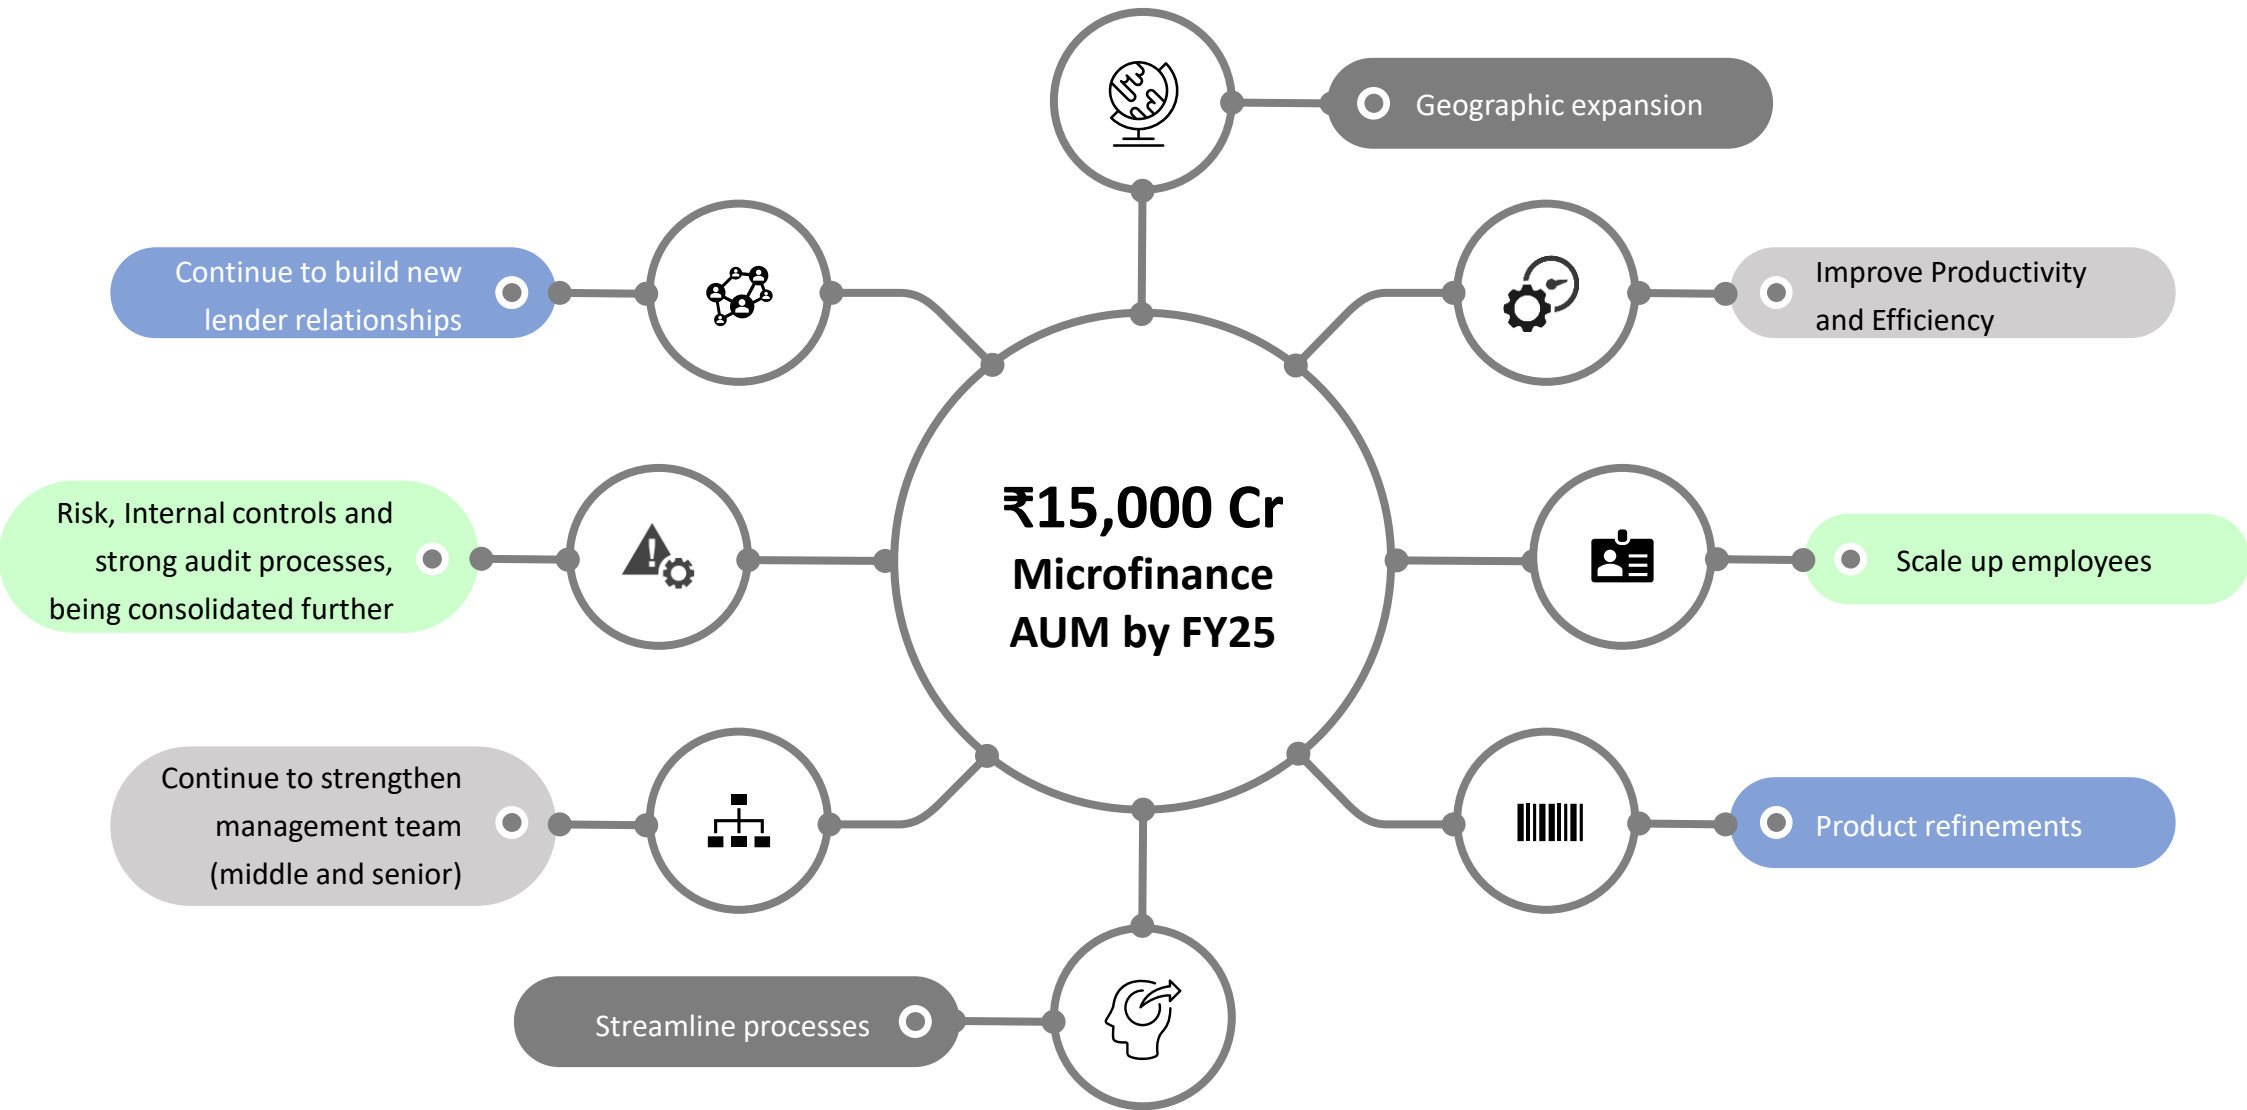 Geographic expansion
Continue to build new
lender relationships
Improve Productivity
and Efficiency
Risk, Internal controls and
strong audit processes,
being consolidated further
₹15,000 Cr
Microfinance
AUM by FY25
Scale up employees
Continue to strengthen
management team
(middle and senior)
Product refinements
Streamline processes